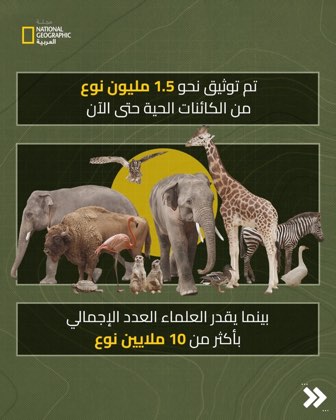 مجلة
NATIONAL
GEOGRAPHIC
العربية
تم توثيق نحو 1.5 مليون نوع
من الكائنات الحية حتى الآن
بينما يقدر العلماء العدد الإجمالي
بأكثر من 10 ملايين نوع